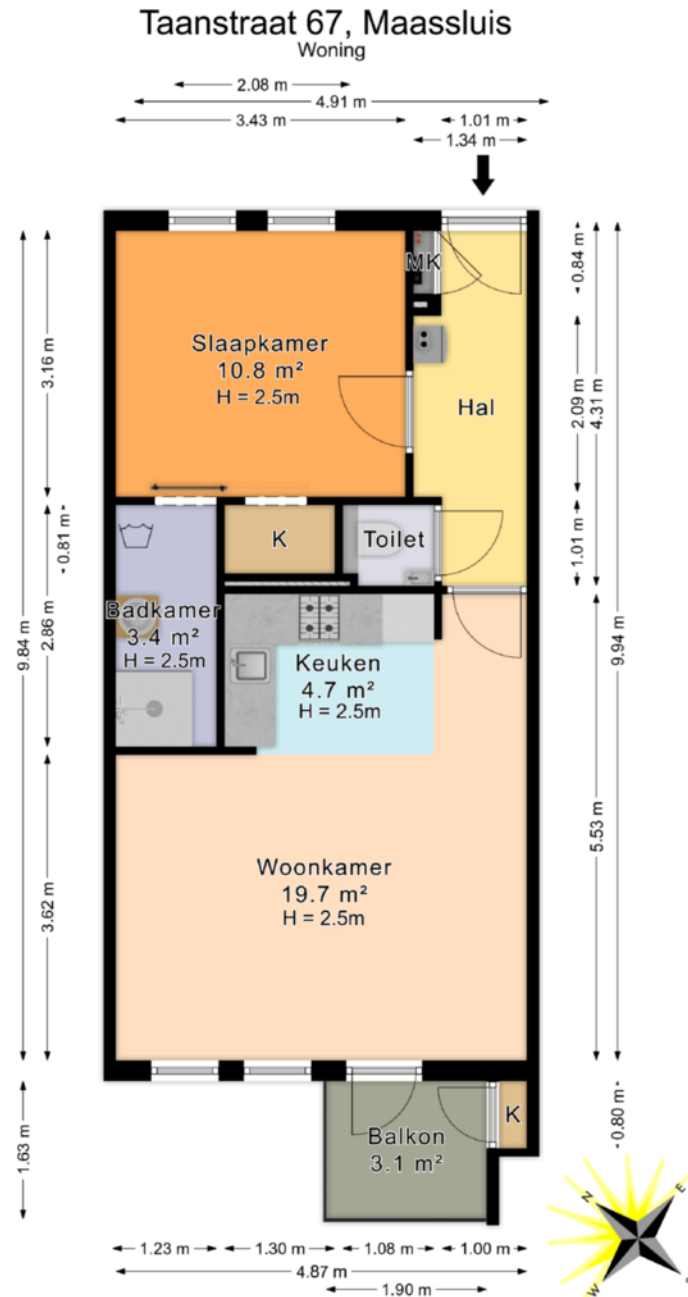 Taanstraat 67, Maassluis
Woning
2.08 m
4.91 m
3.43 m
1.01 m
1.34 m
MK
Slaapkamer
10.8 m²
H = 2.5m
Hal
K
Toilet
Badkamer
3.4 m²
H = 2.5m
Keuken
4.7 m²
H = 2.5m
Woonkamer
19.7 m²
H = 2.5m
Balkon
3.1 m²
K
9.84 m
3.16 m
0.81 m
2.86 m
3.62 m
1.63 m
0.84 m
2.09 m
4.31 m
1.01 m
9.94 m
5.53 m
0.80 m
1.23 m
1.30 m
1.08 m
1.00 m
4.87 m
1.90 m
N
E
W